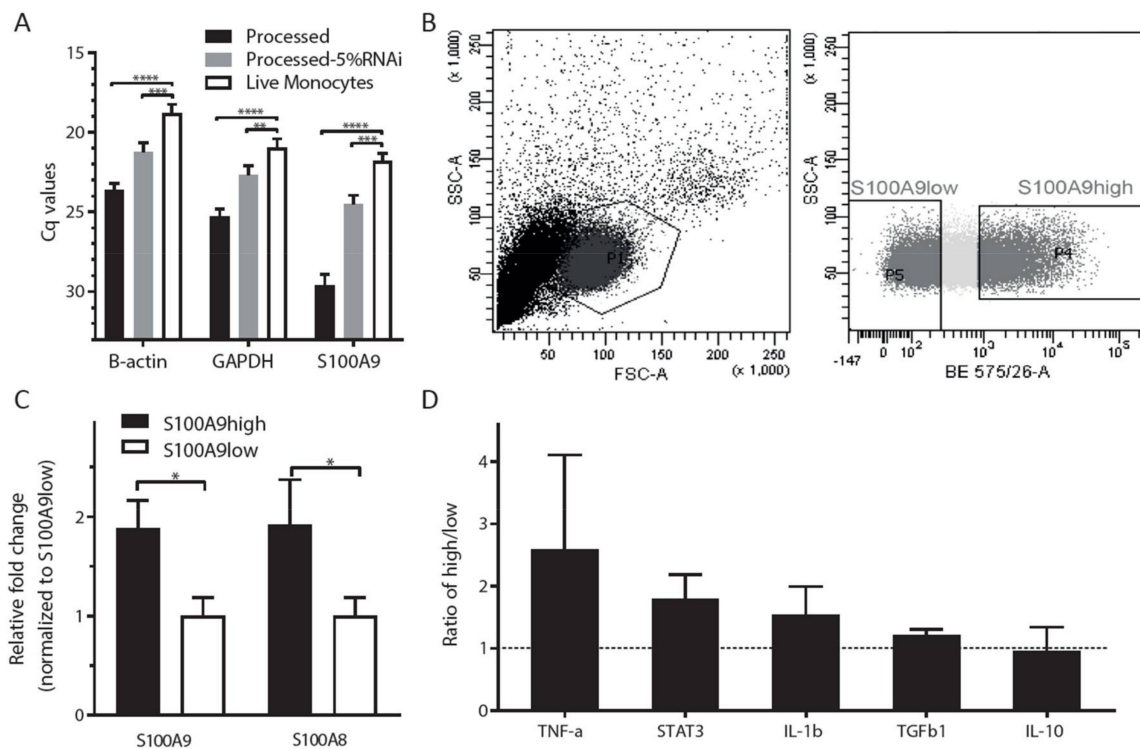 A
Processed
Processed-5%RNAi
Live Monocytes
15
20
25
30
Cq values
****
***
****
**
****
***
B-actin
GAPDH
S100A9
B
(x 1,000)
SSC-A
250
200
150
100
50
P1
50
100
150
200
250
FSC-A
(x 1,000)
(x 1,000)
SSC-A
250
200
150
100
50
S100A9low
S100A9high
P5
P4
-147
0
10²
10³
10⁴
10⁵
BE 575/26-A
C
S100A9high
S100A9low
Relative fold change
(normalized to S100A9low)
2
1
0
*
*
S100A9
S100A8
D
Ratio of high/low
4
3
2
1
0
TNF-a
STAT3
IL-1b
TGFb1
IL-10